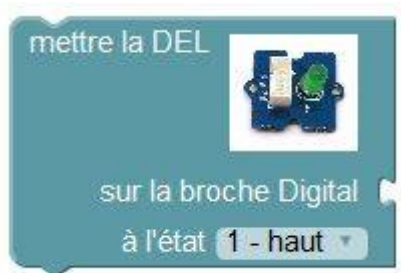 mettre la DEL
sur la broche Digital
à l'état 1 - haut